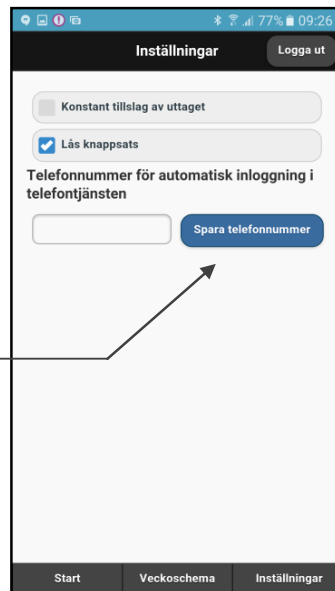 77% 09:26
Inställningar
Logga ut
Konstant tillslag av uttaget
Lås knappsats
Telefonnummer för automatisk inloggning i
telefontjänsten
Spara telefonnummer
Start
Veckoschema
Inställningar